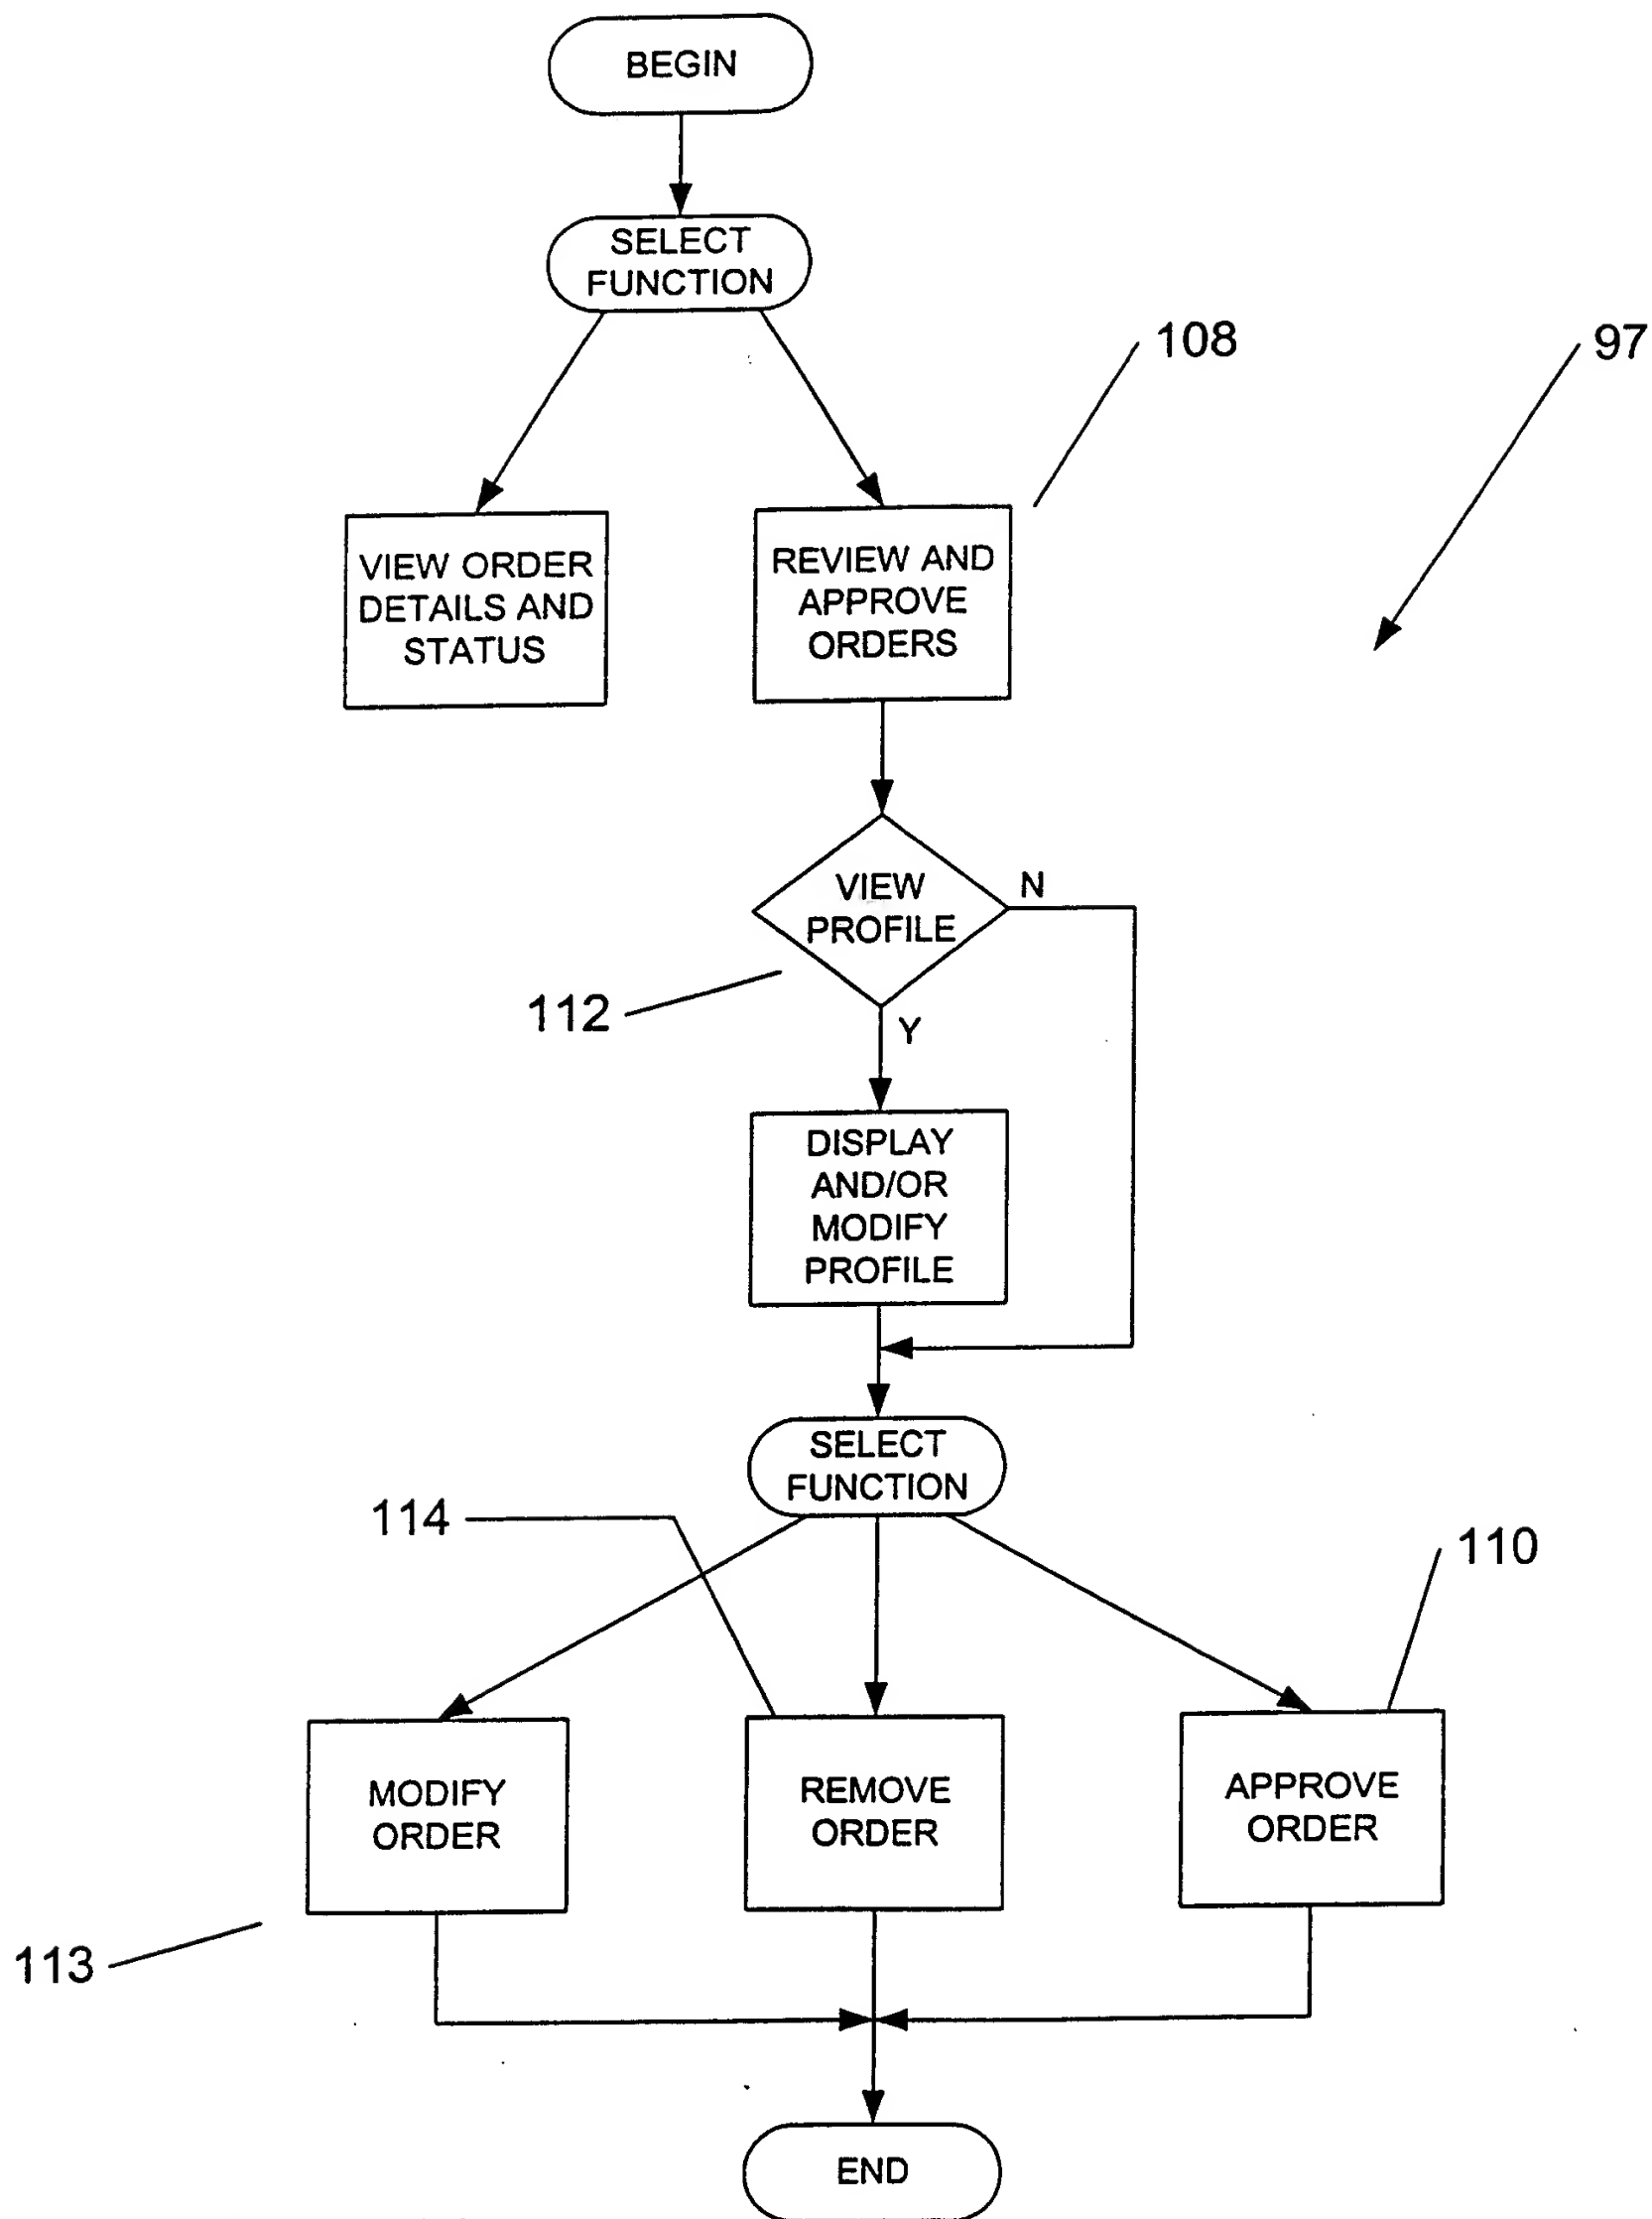 BEGIN
SELECT
FUNCTION
108
97
VIEW ORDER
DETAILS AND
STATUS
REVIEW AND
APPROVE
ORDERS
VIEW
PROFILE
N
112
Y
DISPLAY
AND/OR
MODIFY
PROFILE
SELECT
FUNCTION
114
110
MODIFY
ORDER
REMOVE
ORDER
APPROVE
ORDER
113
END